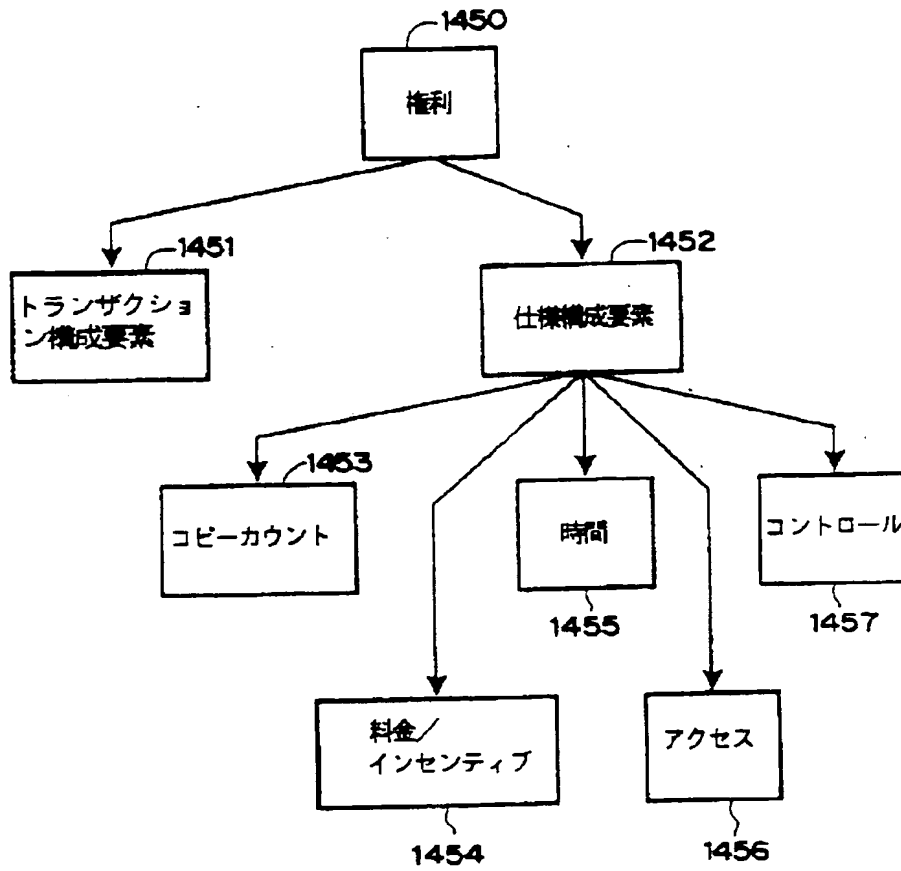 1450
権利
1451
1452
トランザクショ
ン構成要素
仕様構成要素
1453
コピーカウント
時間
コントロール
1455
1457
料金/
インセンティブ
アクセス
1454
1456